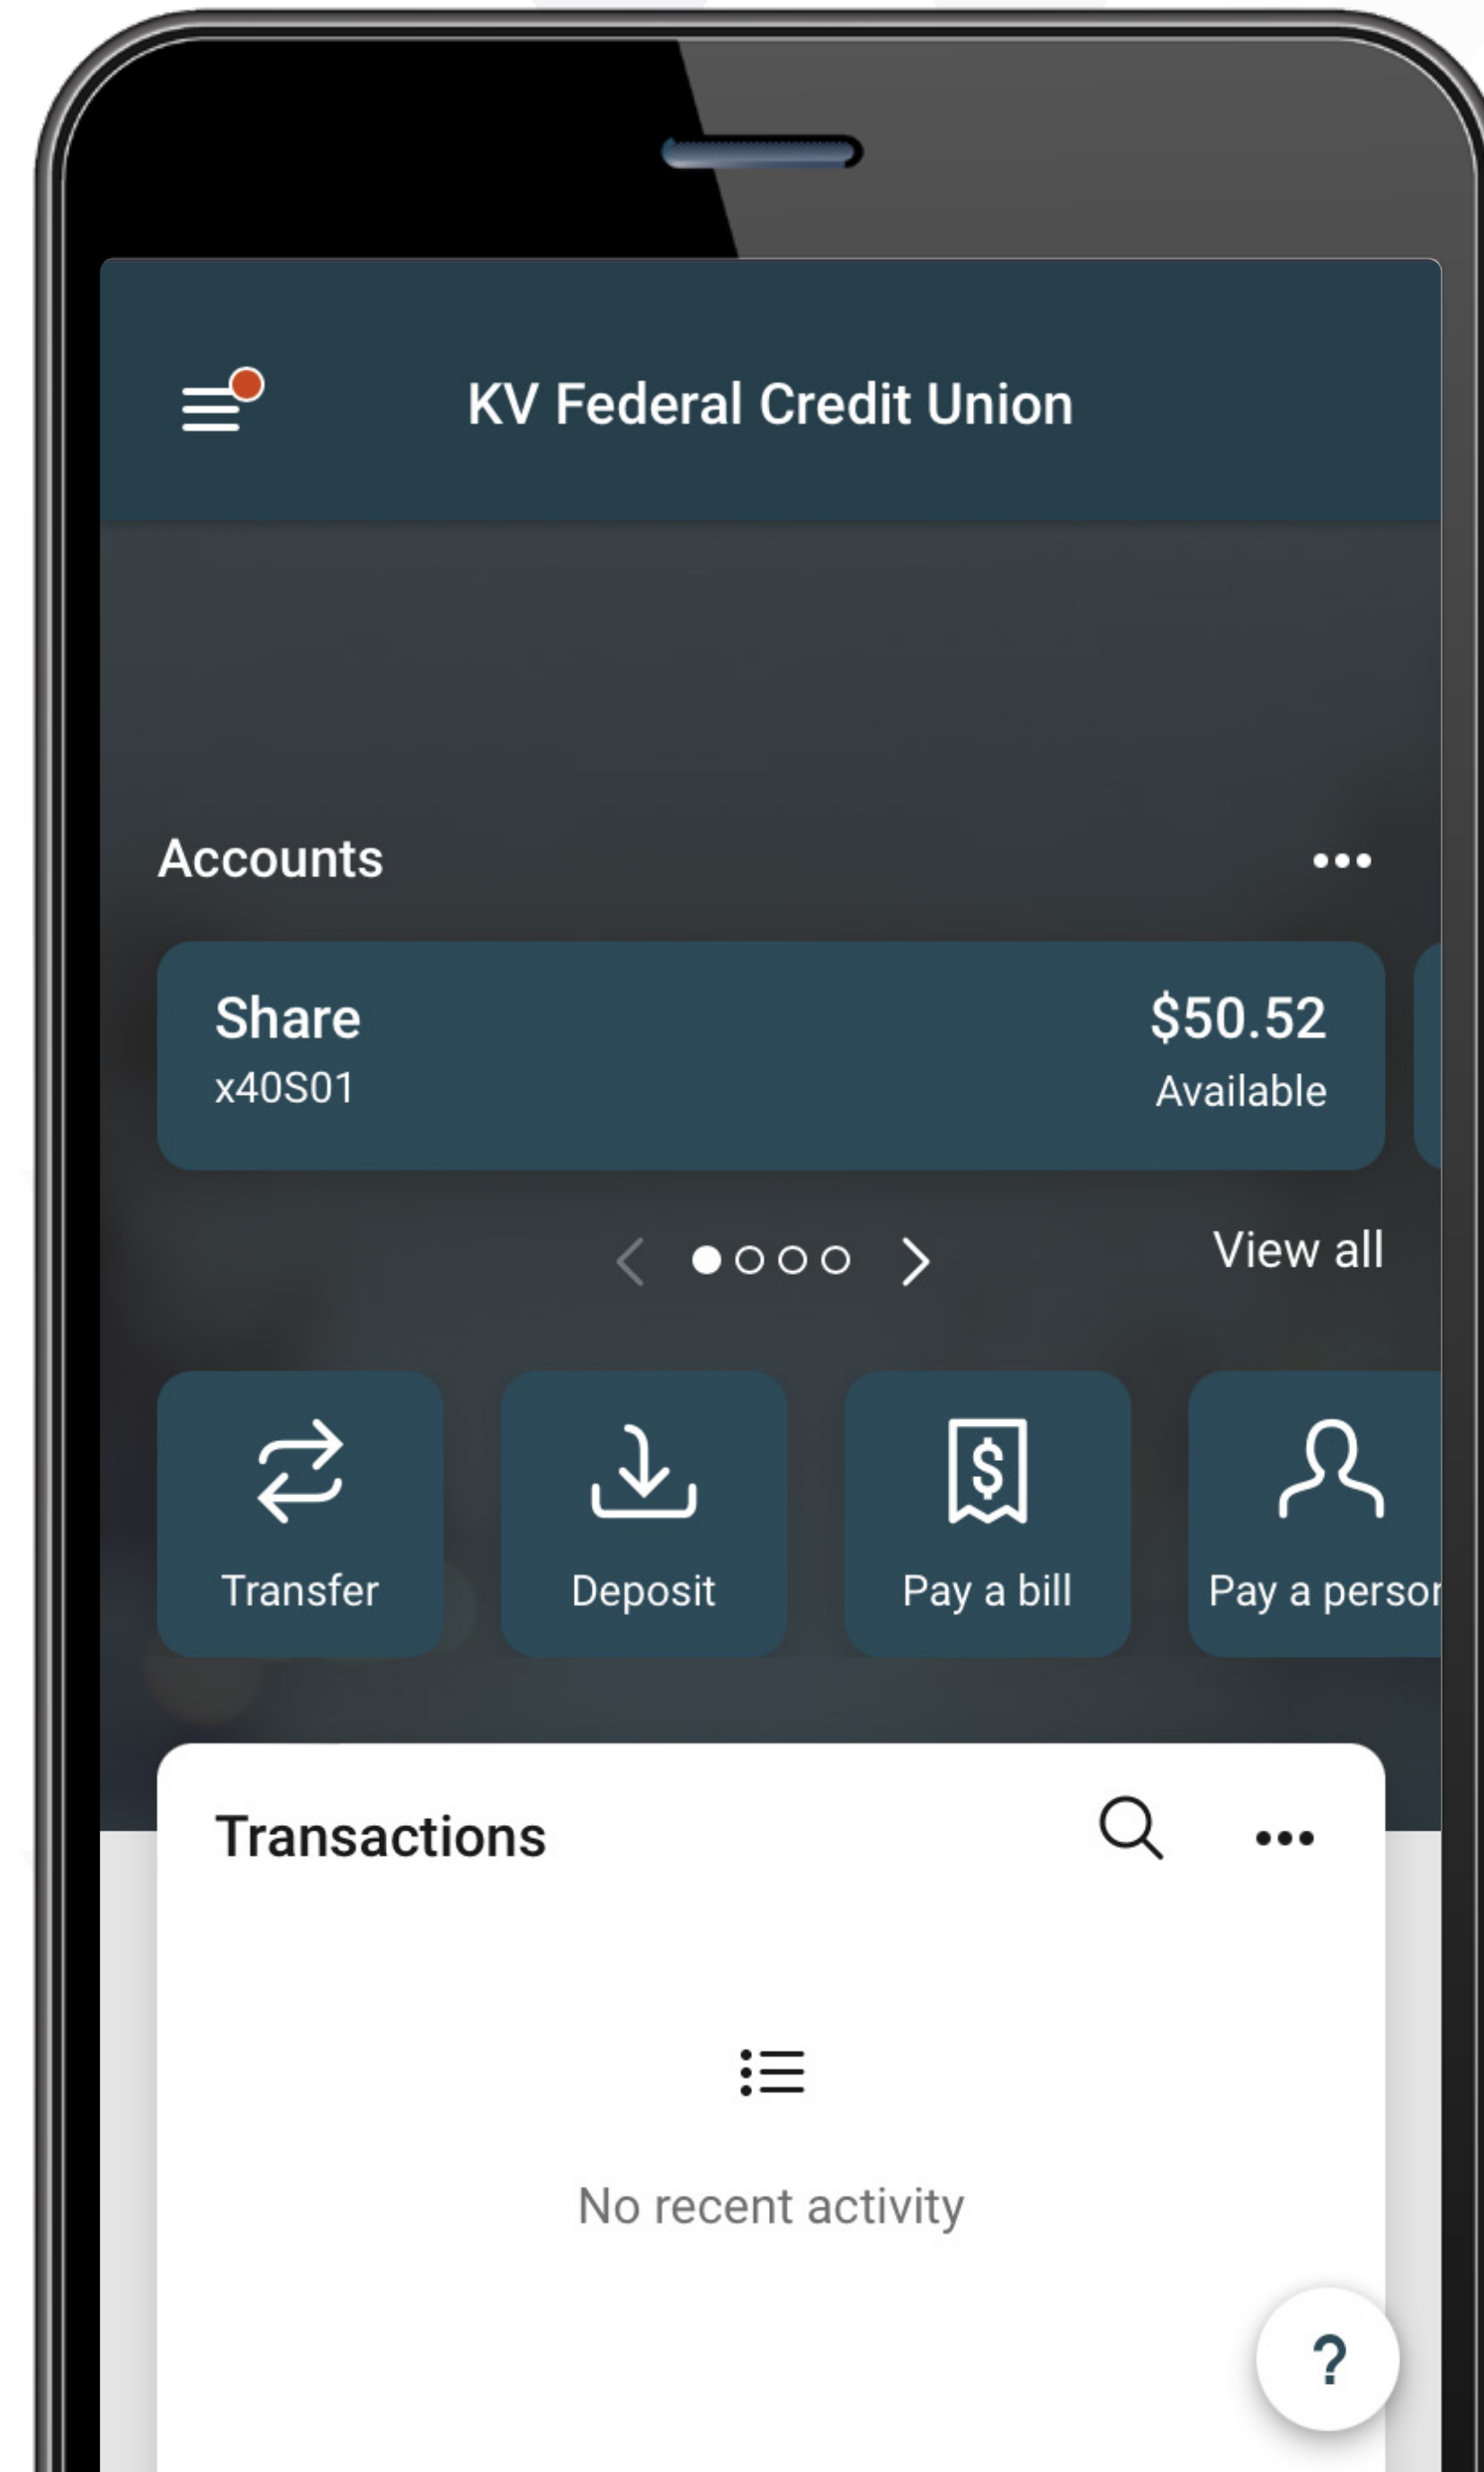 KV Federal Credit Union
Accounts
Share
$50.52
x40S01
Available
View all
Transfer
Deposit
Pay a bill
Pay a person
Transactions
No recent activity
?